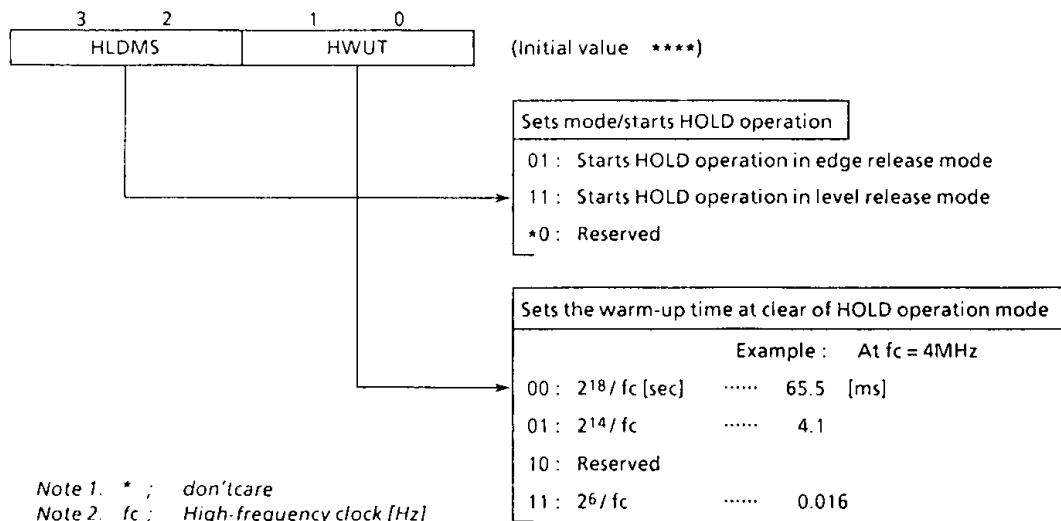 3 2 1 0
HLDMS HWUT (Initial value ****)
Sets mode/starts HOLD operation
01 : Starts HOLD operation in edge release mode
11 : Starts HOLD operation in level release mode
*0 : Reserved
Sets the warm-up time at clear of HOLD operation mode
Example : At fc = 4MHz
00 : 2¹⁸/ fc [sec] ...... 65.5 [ms]
01 : 2¹⁴/ fc ...... 4.1
10 : Reserved
11 : 2⁶/ fc ...... 0.016
Note 1. * ; don'tcare
Note 2. fc ; High-frequency clock [Hz]